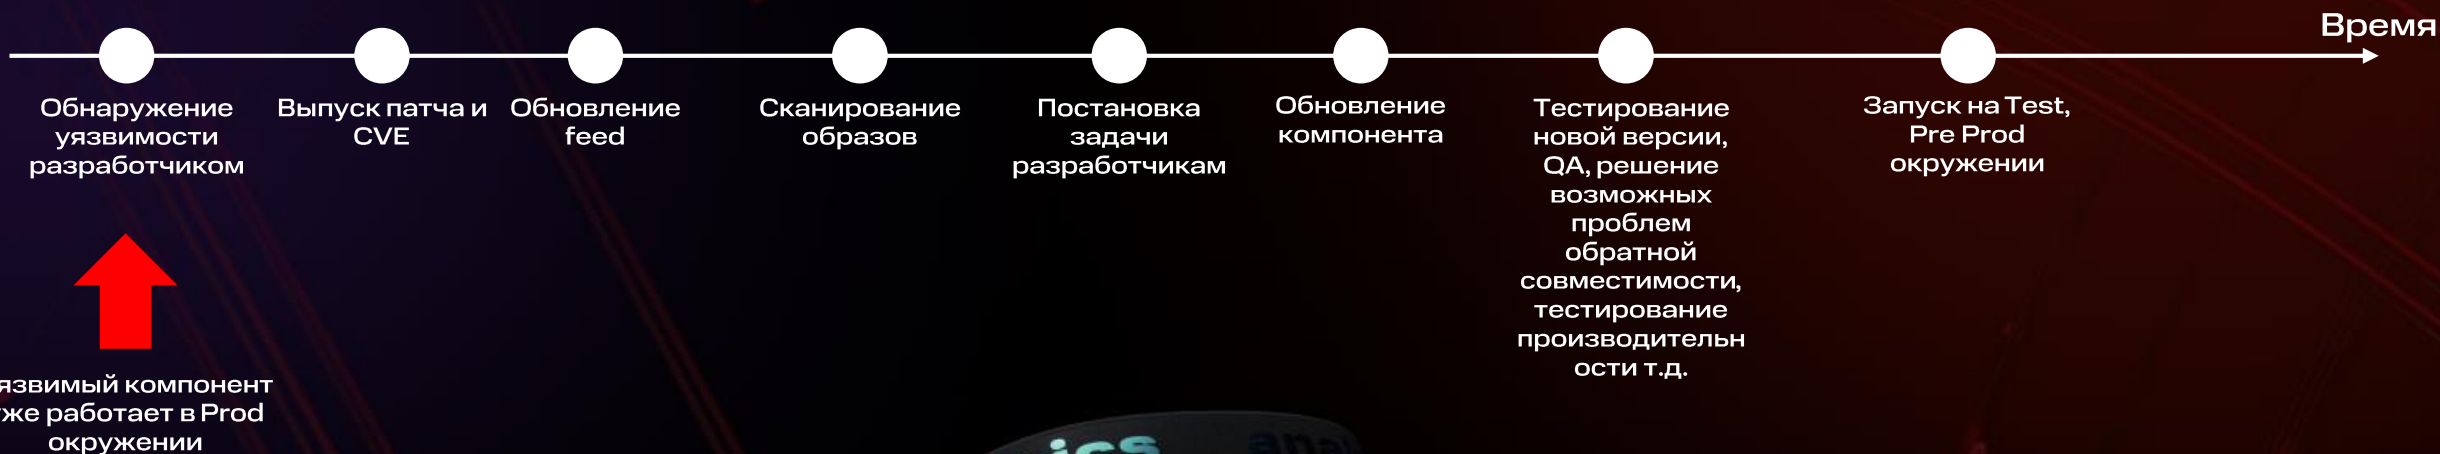 Время
Обнаружение
уязвимости
разработчиком
Выпуск патча и
CVE
Обновление
feed
Сканирование
образов
Постановка
задачи
разработчикам
Обновление
компонента
Тестирование
новой версии,
QA, решение
возможных
проблем
обратной
совместимости,
тестирование
производительн
ости т.д.
Запуск на Test,
Pre Prod
окружении
язвимый компонент
уже работает в Prod
окружении
ics